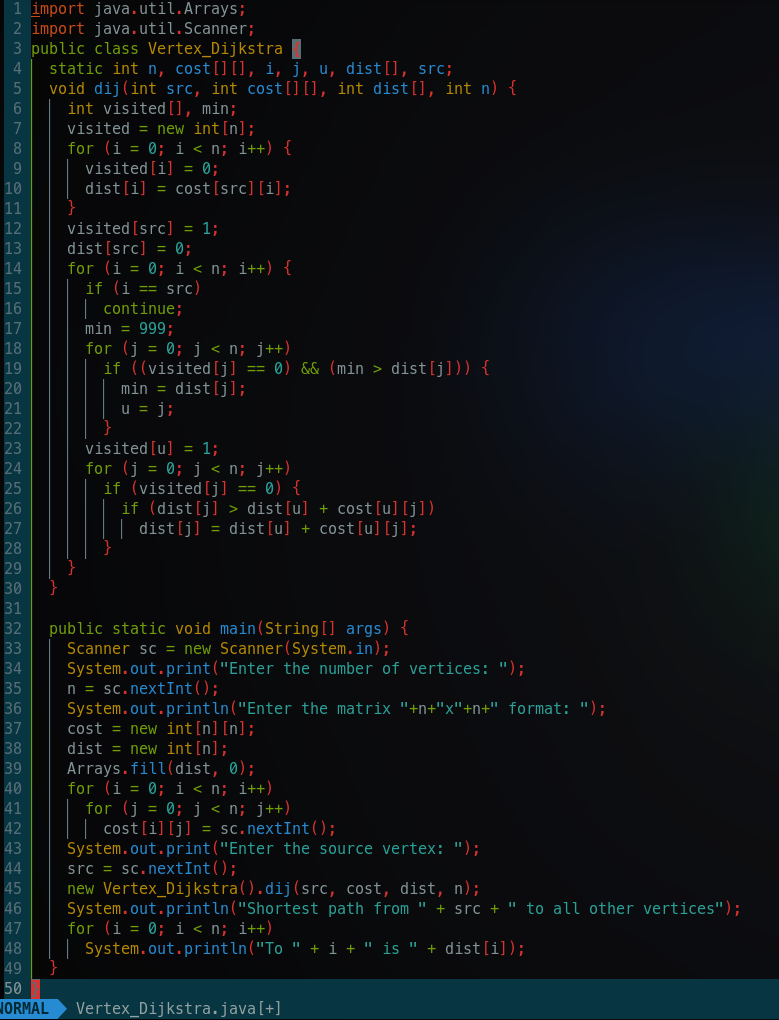 1 import java.util.Arrays;
2 import java.util.Scanner;
3 public class Vertex_Dijkstra {
4   static int n, cost[][], i, j, u, dist[], src;
5   void dij(int src, int cost[][], int dist[], int n) {
6     int visited[], min;
7     visited = new int[n];
8     for (i = 0; i < n; i++) {
9       visited[i] = 0;
10       dist[i] = cost[src][i];
11     }
12     visited[src] = 1;
13     dist[src] = 0;
14     for (i = 0; i < n; i++) {
15       if (i == src)
16         continue;
17       min = 999;
18       for (j = 0; j < n; j++)
19         if ((visited[j] == 0) && (min > dist[j])) {
20           min = dist[j];
21           u = j;
22         }
23       visited[u] = 1;
24       for (j = 0; j < n; j++)
25         if (visited[j] == 0) {
26           if (dist[j] > dist[u] + cost[u][j])
27             dist[j] = dist[u] + cost[u][j];
28         }
29     }
30   }
31
32   public static void main(String[] args) {
33     Scanner sc = new Scanner(System.in);
34     System.out.print("Enter the number of vertices: ");
35     n = sc.nextInt();
36     System.out.println("Enter the matrix "+n+"x"+n+" format: ");
37     cost = new int[n][n];
38     dist = new int[n];
39     Arrays.fill(dist, 0);
40     for (i = 0; i < n; i++)
41       for (j = 0; j < n; j++)
42         cost[i][j] = sc.nextInt();
43     System.out.print("Enter the source vertex: ");
44     src = sc.nextInt();
45     new Vertex_Dijkstra().dij(src, cost, dist, n);
46     System.out.println("Shortest path from " + src + " to all other vertices");
47     for (i = 0; i < n; i++)
48       System.out.println("To " + i + " is " + dist[i]);
49   }
50 }
NORMAL Vertex_Dijkstra.java[+]